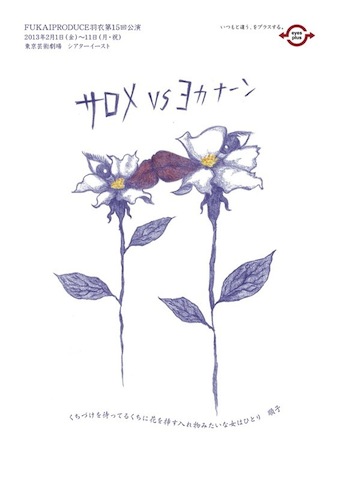 FUKAIPRODUCE羽衣第15回公演
2013年2月1日(金)〜11日(月・祝)
東京芸術劇場 シアターイースト
いつもと違う、をプラスする。
eyes
plus
サロメ VS ヨカナーン
くちづけを待ってるくちに花を挿す入れ物みたいな女はひとり 順子